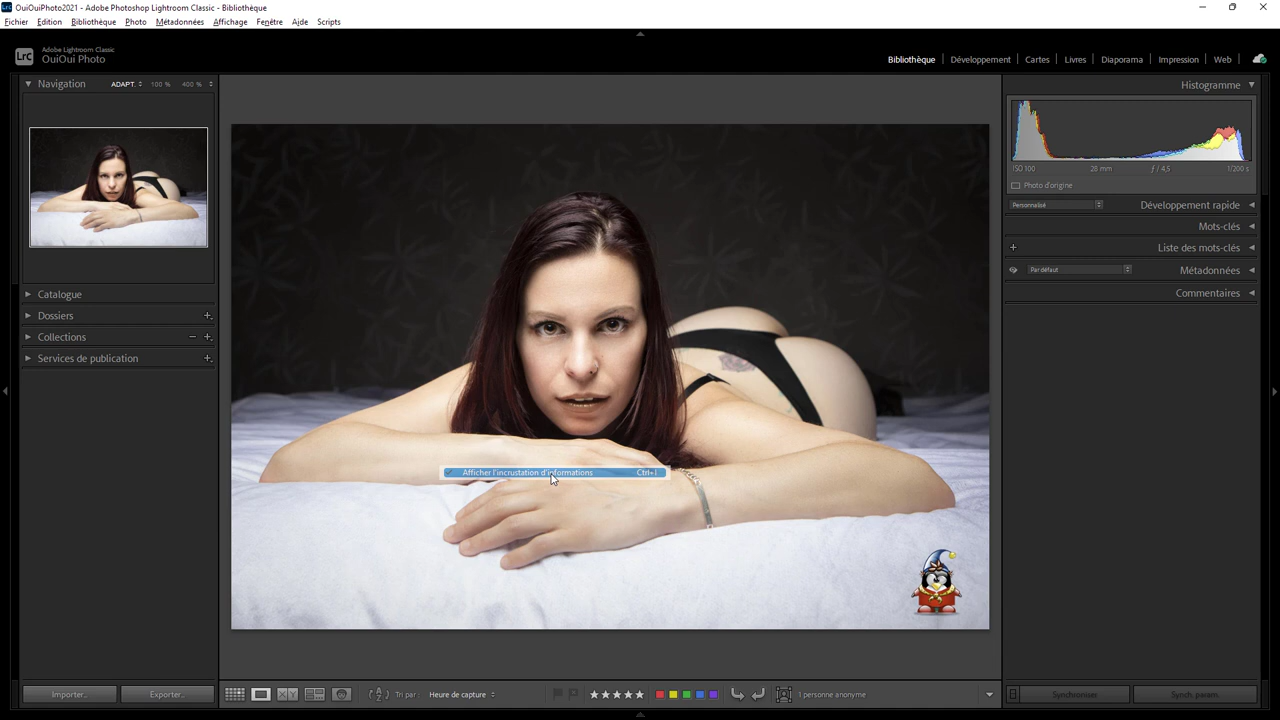 OuiOuiPhoto2021 - Adobe Photoshop Lightroom Classic - Bibliothèque
Fichier Edition Bibliothèque Photo Métadonnées Affichage Fenêtre Aide Scripts
Lrc
Adobe Lightroom Classic
OuiOui Photo
Bibliothèque Développement Cartes Livres Diaporama Impression Web
Navigation ADAPT. 100 % 400 %
Histogramme
ISO 100 28 mm ƒ / 4,5 1/200 s
Photo d'origine
Personnalisé Développement rapide
Mots-clés
Liste des mots-clés
Par défaut Métadonnées
Commentaires
Catalogue
Dossiers
Collections
Services de publication
Afficher l'incrustation d'informations Ctrl+I
Importer... Exporter...
Tri par : Heure de capture
1 personne anonyme
Synchroniser Synch. params.